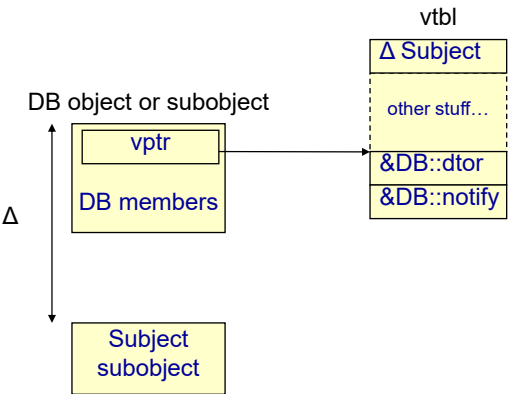 vtbl
Δ Subject
other stuff…
&DB::dtor
&DB::notify
DB object or subobject
vptr
DB members
Δ
Subject
subobject